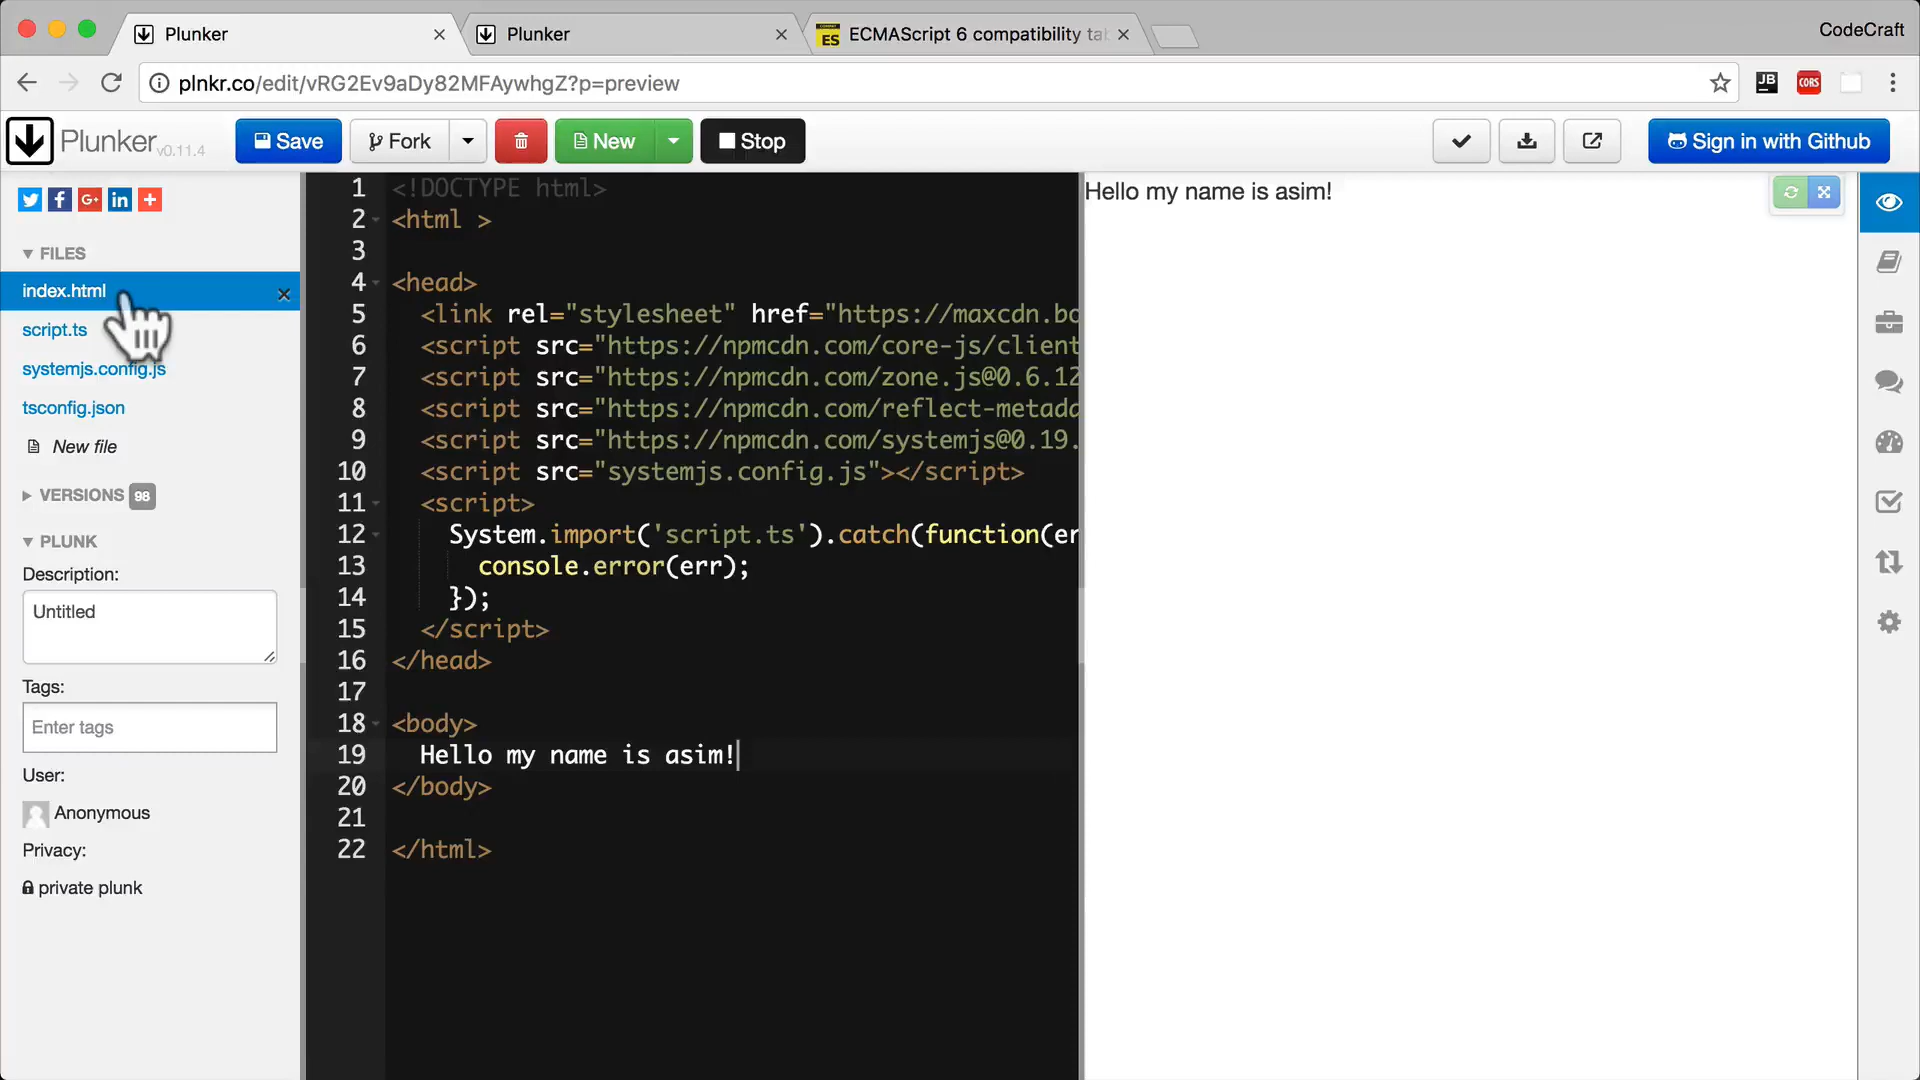 Plunker
Plunker
ECMAScript 6 compatibility ta
CodeCraft
plnkr.co/edit/vRG2Ev9aDy82MFAywhgZ?p=preview
JB
CORS
Plunker v0.11.4
Save
Fork
New
Stop
Sign in with Github
FILES
index.html
script.ts
systemjs.config.js
tsconfig.json
New file
VERSIONS 98
PLUNK
Description:
Untitled
Tags:
Enter tags
User:
Anonymous
Privacy:
private plunk
1 <!DOCTYPE html>
2 <html >
3
4 <head>
5 <link rel="stylesheet" href="https://maxcdn.bo
6 <script src="https://npmcdn.com/core-js/client
7 <script src="https://npmcdn.com/zone.js@0.6.12
8 <script src="https://npmcdn.com/reflect-metada
9 <script src="https://npmcdn.com/systemjs@0.19.
10 <script src="systemjs.config.js"></script>
11 <script>
12 System.import('script.ts').catch(function(er
13 console.error(err);
14 });
15 </script>
16 </head>
17
18 <body>
19 Hello my name is asim!
20 </body>
21
22 </html>
Hello my name is asim!